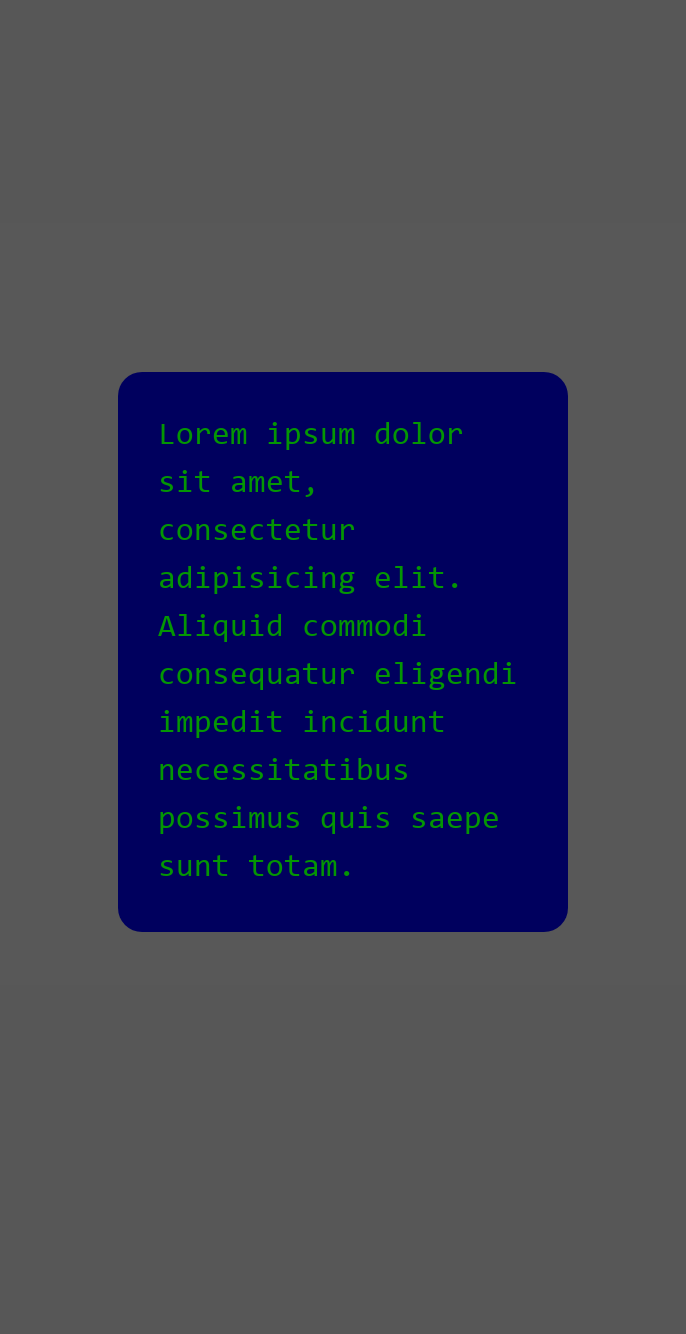 Lorem ipsum dolor
sit amet,
consectetur
adipisicing elit.
Aliquid commodi
consequatur eligendi
impedit incidunt
necessitatibus
possimus quis saepe
sunt totam.